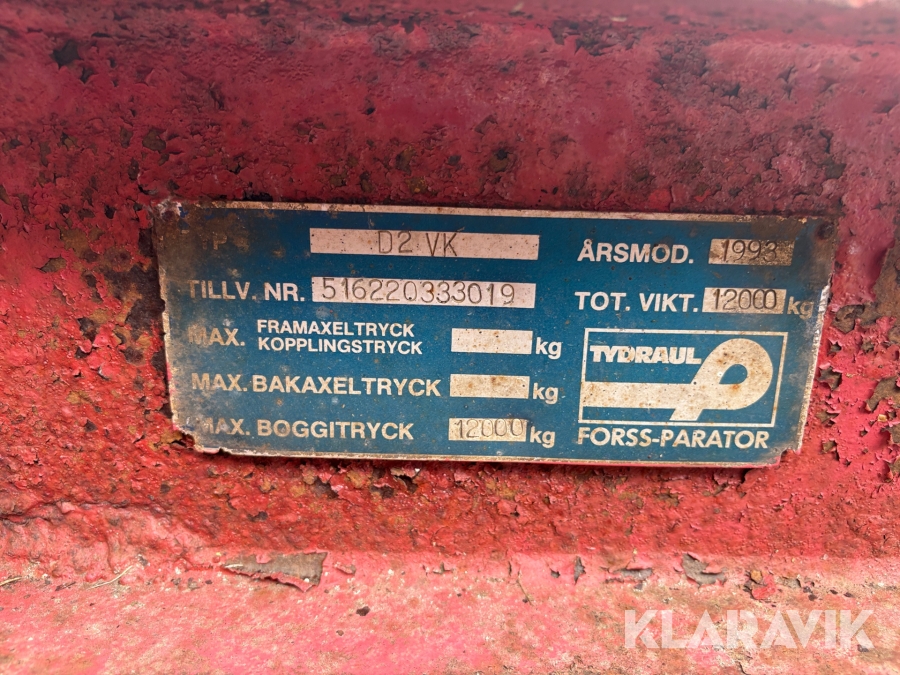 D2 VK
ÅRSMOD. 1993
TILLV. NR. 516220333019
TOT. VIKT. 12000 kg
MAX. FRAMAXELTRYCK
KOPPLINGSTRYCK kg
MAX. BAKAXELTRYCK kg
MAX. BOGGITRYCK 12000 kg
TYDRAUL
FORSS-PARATOR
KLARAVIK